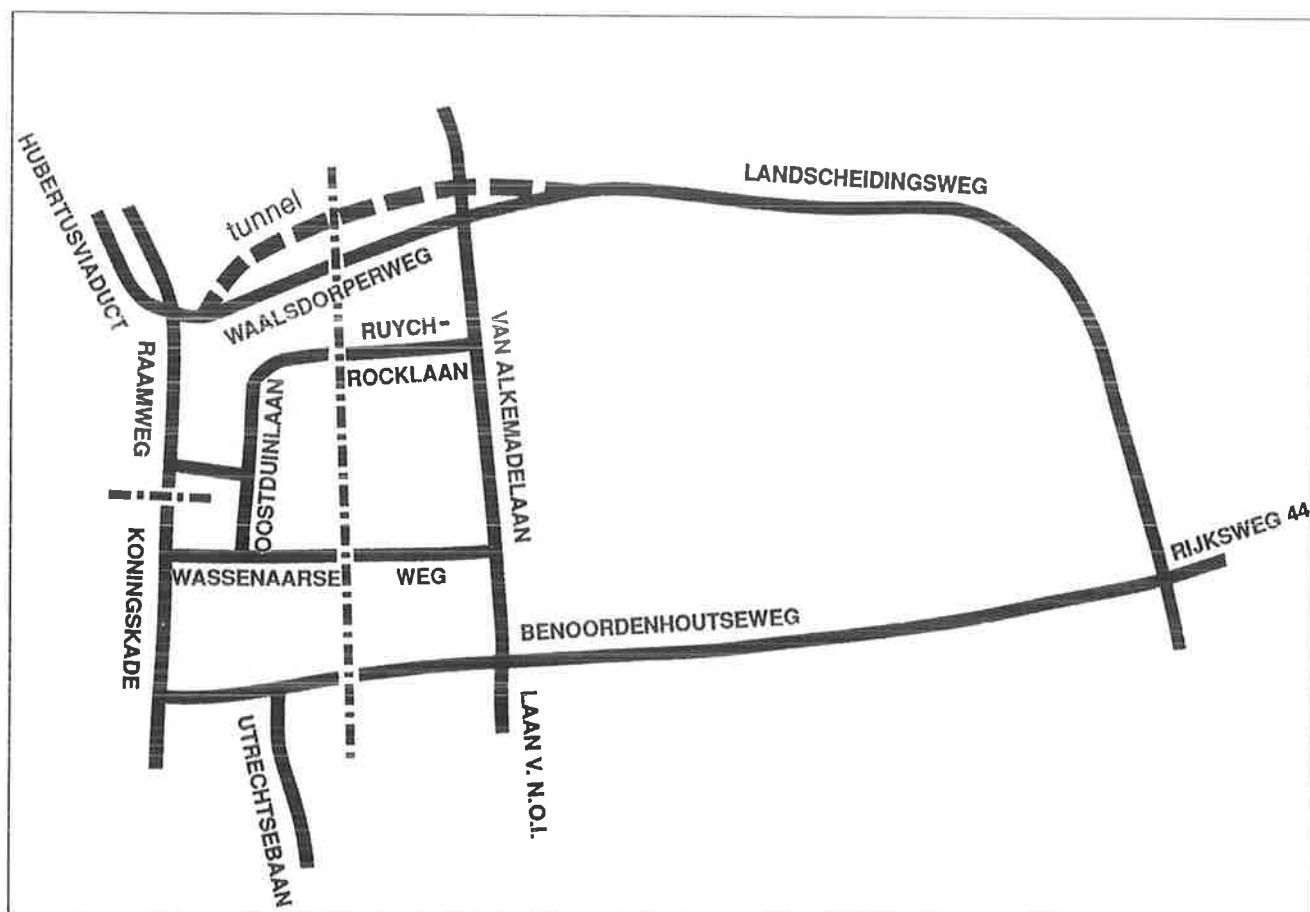 HUBERTUSVIADUCT
tunnel
LANDSCHEIDINGSWEG
WAALSDORPERWEG
RUYCH-
ROCKLAAN
VAN ALKEMADELAAN
RAAMWEG
OOSTDUINLAAN
KONINGSKADE
WASSENAARSE WEG
RIJKSWEG 44
BENOORDENHOUTSEWEG
UTRECHTSEBAAN
LAAN V. N.O.I.